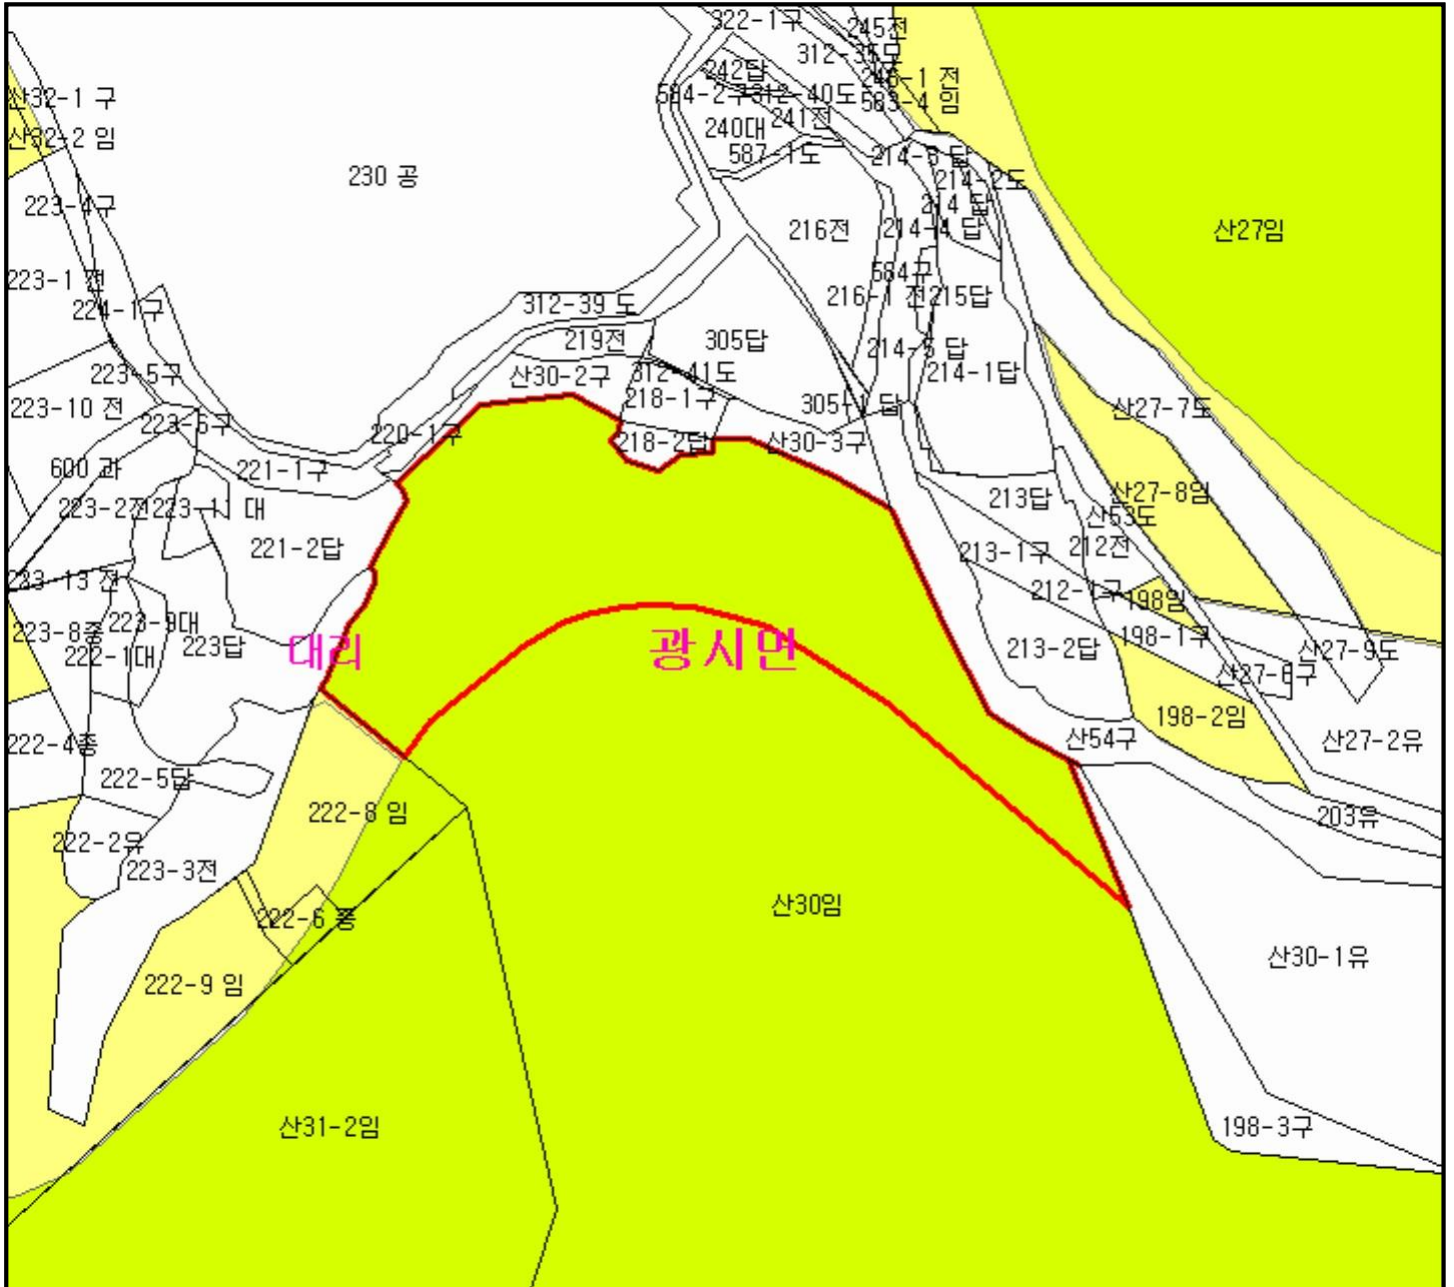 322-1구
245전
312-35도
242답
246-1 전
산32-1 구
584-2구
312-40도
583-4 임
241전
240대
산32-2 임
587-1도
214-3 답
230 공
214-2도
223-4구
214 답
216전
214-4 답
산27임
584구
223-1 전
216-1 전
215답
224-1구
312-39 도
219전
305답
214-5 답
223-5구
산30-2구
312-41도
214-1답
218-1구
305-1 답
223-10 전
산27-7도
223-6구
220-1구
218-2답
산30-3구
600 과
221-1구
산27-8임
213답
223-2전
223-11 대
산53도
221-2답
213-1구
212전
223-13 전
212-1구
198임
223-8종
223-9대
223답
대리
광시면
213-2답
198-1구
222-1대
산27-9도
산27-6구
198-2임
222-4종
산54구
산27-2유
222-5답
222-8 임
203유
222-2유
223-3전
산30임
222-6 종
산30-1유
222-9 임
산31-2임
198-3구